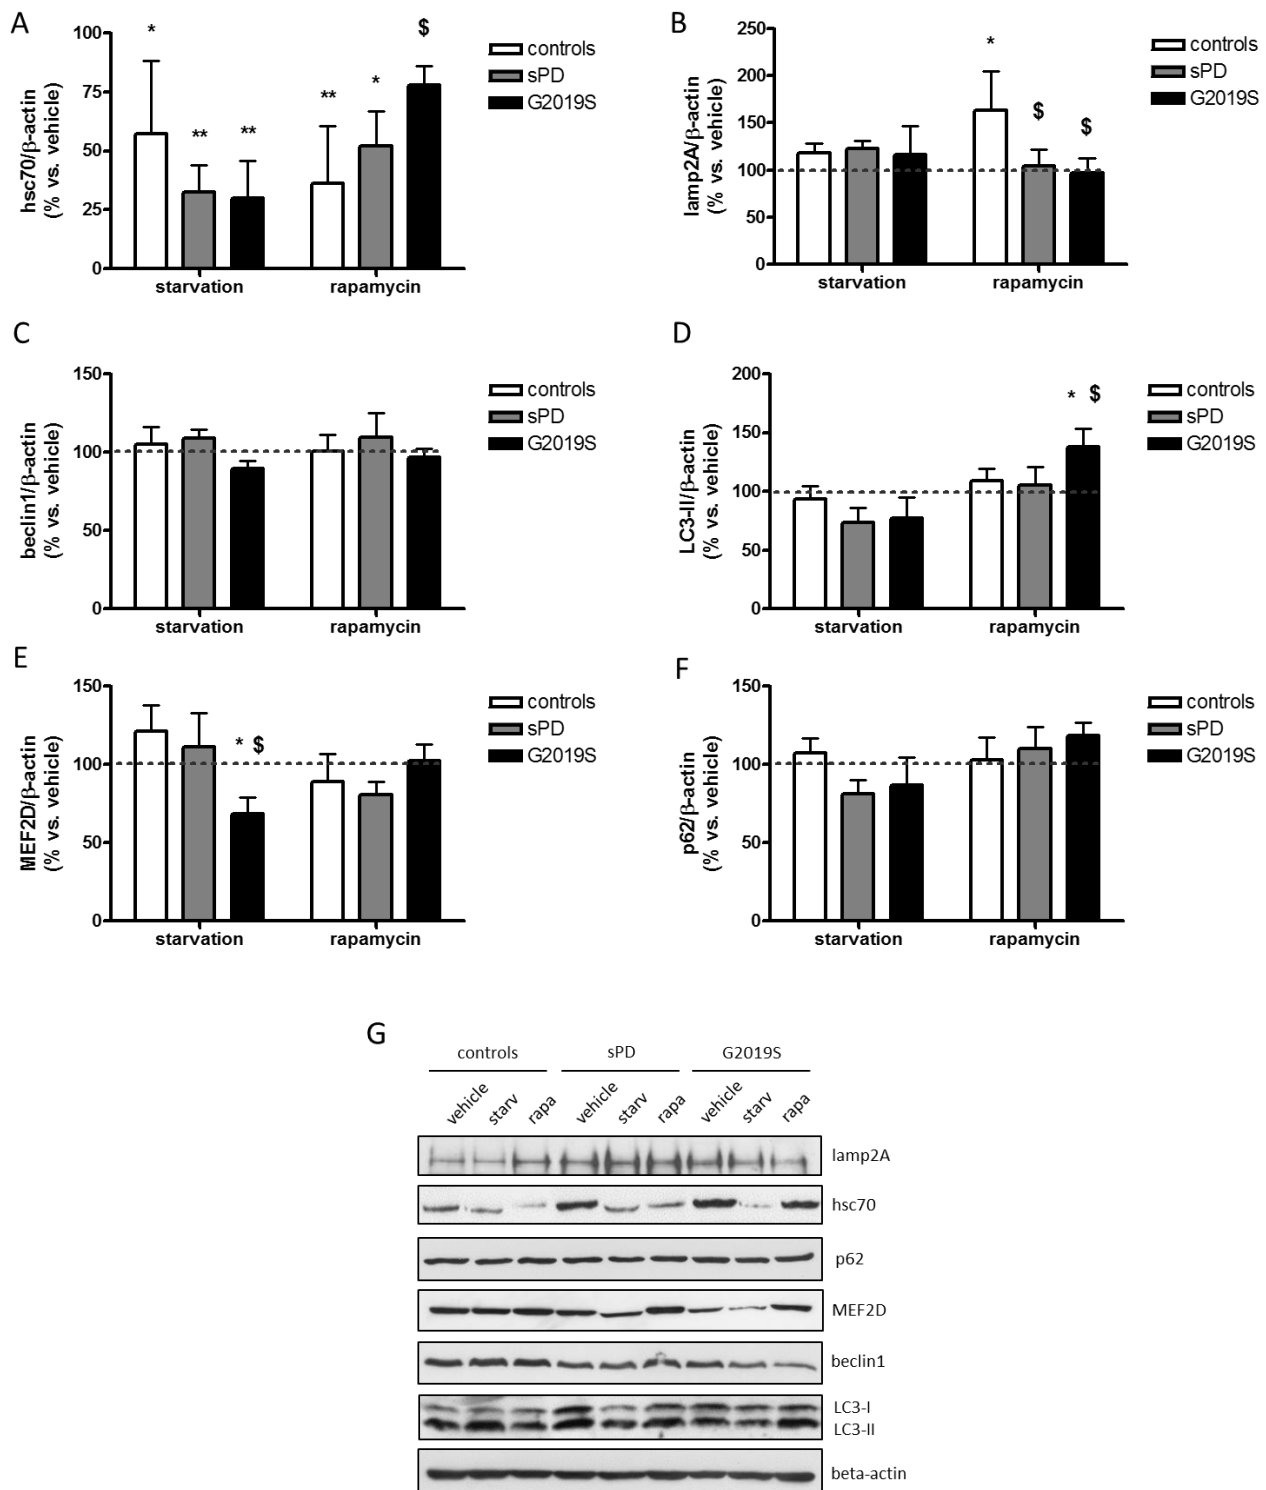 A
hsc70/β-actin
(% vs. vehicle)
100
75
50
25
0
*
**
**
**
*
$
starvation
rapamycin
controls
sPD
G2019S
B
lamp2A/β-actin
(% vs. vehicle)
250
200
150
100
50
0
*
$
$
starvation
rapamycin
controls
sPD
G2019S
C
beclin1/β-actin
(% vs. vehicle)
150
100
50
0
starvation
rapamycin
controls
sPD
G2019S
D
LC3-II/β-actin
(% vs. vehicle)
200
150
100
50
0
* $
starvation
rapamycin
controls
sPD
G2019S
E
MEF2D/β-actin
(% vs. vehicle)
150
100
50
0
* $
starvation
rapamycin
controls
sPD
G2019S
F
p62/β-actin
(% vs. vehicle)
150
100
50
0
starvation
rapamycin
controls
sPD
G2019S
G
controls sPD G2019S
vehicle starv rapa vehicle starv rapa vehicle starv rapa
lamp2A
hsc70
p62
MEF2D
beclin1
LC3-I
LC3-II
beta-actin